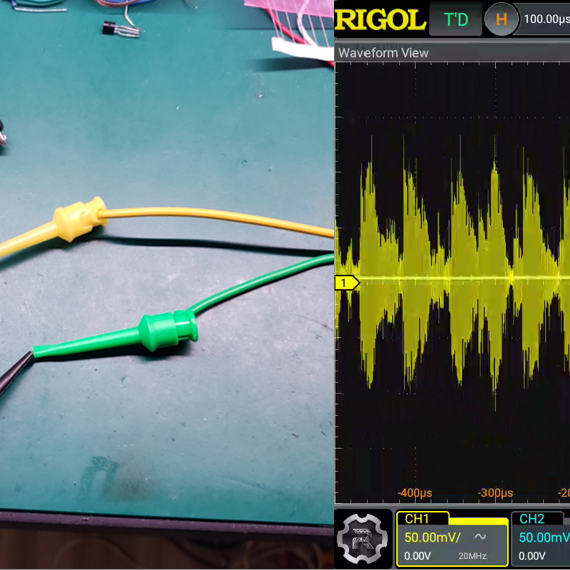 RIGOL T'D H 100.00µs
Waveform View
1
-400µs -300µs
CH1 CH2
50.00mV/ 50.00mV
0.00V 20MHz 0.00V